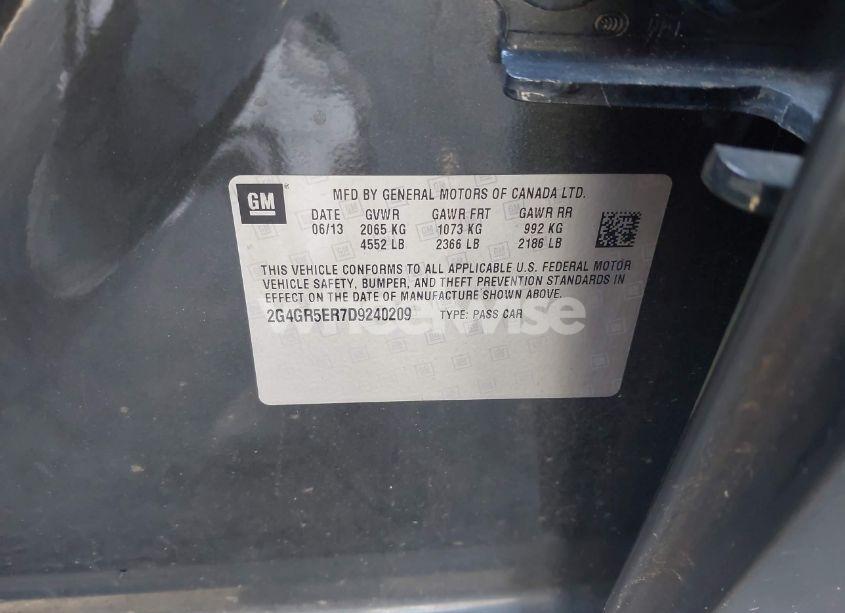 GM
MFD BY GENERAL MOTORS OF CANADA LTD.
DATE GVWR GAWR FRT GAWR RR
06/13 2065 KG 1073 KG 992 KG
4552 LB 2366 LB 2186 LB
THIS VEHICLE CONFORMS TO ALL APPLICABLE U.S. FEDERAL MOTOR
VEHICLE SAFETY, BUMPER, AND THEFT PREVENTION STANDARDS IN
EFFECT ON THE DATE OF MANUFACTURE SHOWN ABOVE.
2G4GR5ER7D9240209 TYPE: PASS CAR